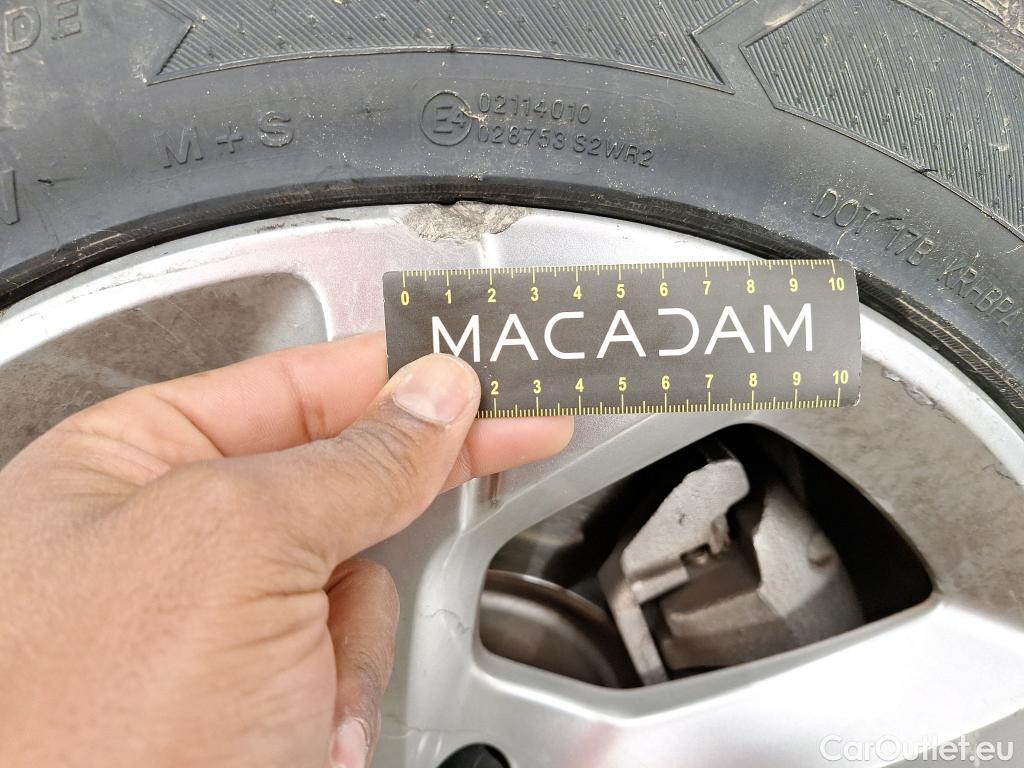 DE
M+S
E4
02114010
028753 S2WR2
DOT 17B KRHBPA
0 1 2 3 4 5 6 7 8 9 10
MACADAM
2 3 4 5 6 7 8 9 10
CarOutlet.eu